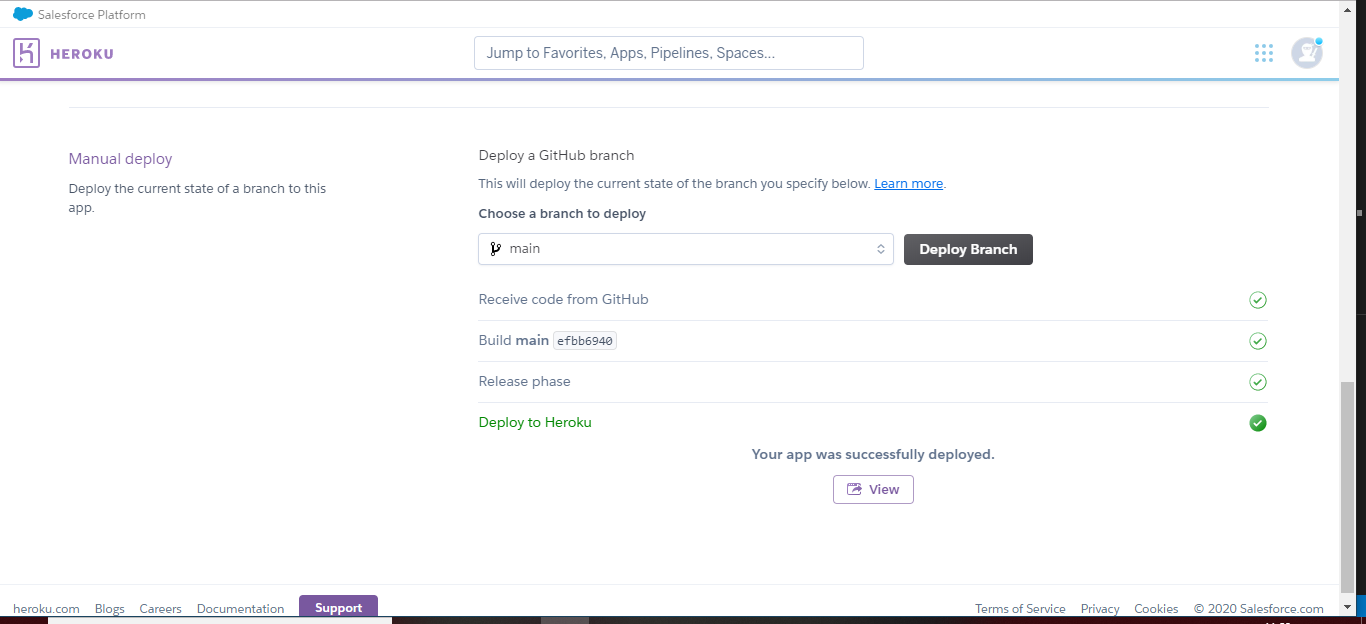 Salesforce Platform
HEROKU
Jump to Favorites, Apps, Pipelines, Spaces...
Manual deploy
Deploy the current state of a branch to this
app.
Deploy a GitHub branch
This will deploy the current state of the branch you specify below. Learn more.
Choose a branch to deploy
main
Deploy Branch
Receive code from GitHub
Build main efbb6940
Release phase
Deploy to Heroku
Your app was successfully deployed.
View
heroku.com Blogs Careers Documentation Support
Terms of Service Privacy Cookies © 2020 Salesforce.com